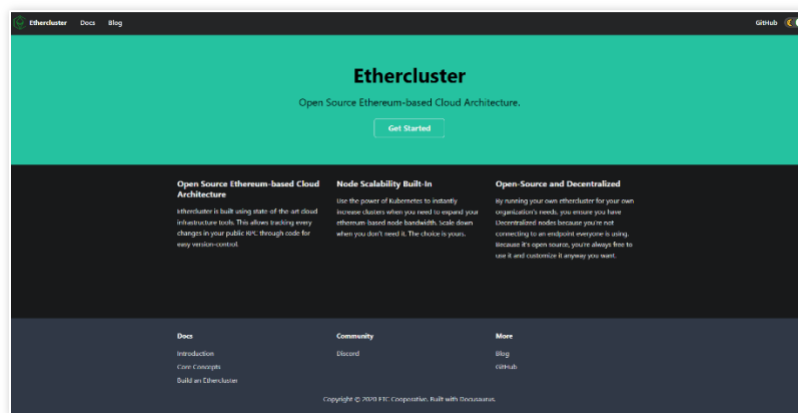 Ethercluster Docs Blog GitHub
Ethercluster
Open Source Ethereum-based Cloud Architecture.
Get Started
Open Source Ethereum-based Cloud
Architecture
Ethercluster is built using state-of-the-art cloud
infrastructure tools. This allows tracking every
changes in your public RPC through code for
easy version-control.
Node Scalability Built-In
Use the power of Kubernetes to instantly
increase clusters when you need to expand your
ethereum-based node bandwidth. Scale down
when you don't need it. The choice is yours.
Open-Source and Decentralized
By running your own ethercluster for your own
organization's needs, you ensure you have
Decentralized nodes because you're not
connecting to an endpoint everyone is using.
Because it's open source, you're always free to
use it and customize it anyway you want.
Docs
Introduction
Core Concepts
Build an Ethercluster
Community
Discord
More
Blog
GitHub
Copyright © 2020 ETC Cooperative. Built with Docusaurus.